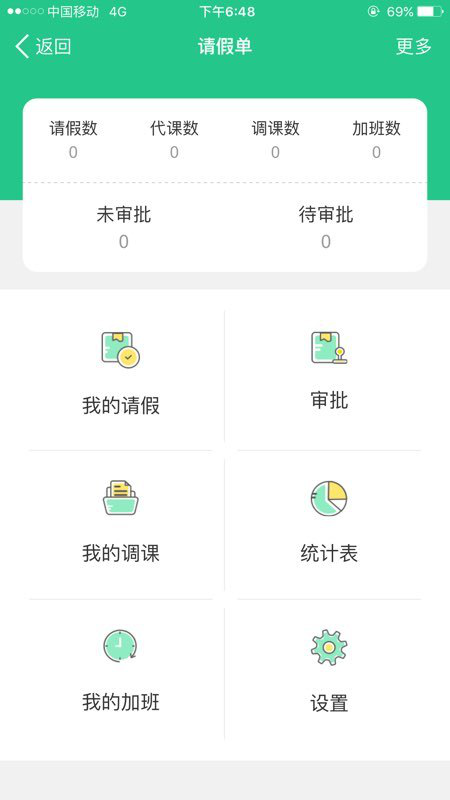 中国移动 4G 下午6:48 69%
返回 请假单 更多
请假数 代课数 调课数 加班数
0 0 0 0
未审批 待审批
0 0
我的请假 审批
我的调课 统计表
我的加班 设置